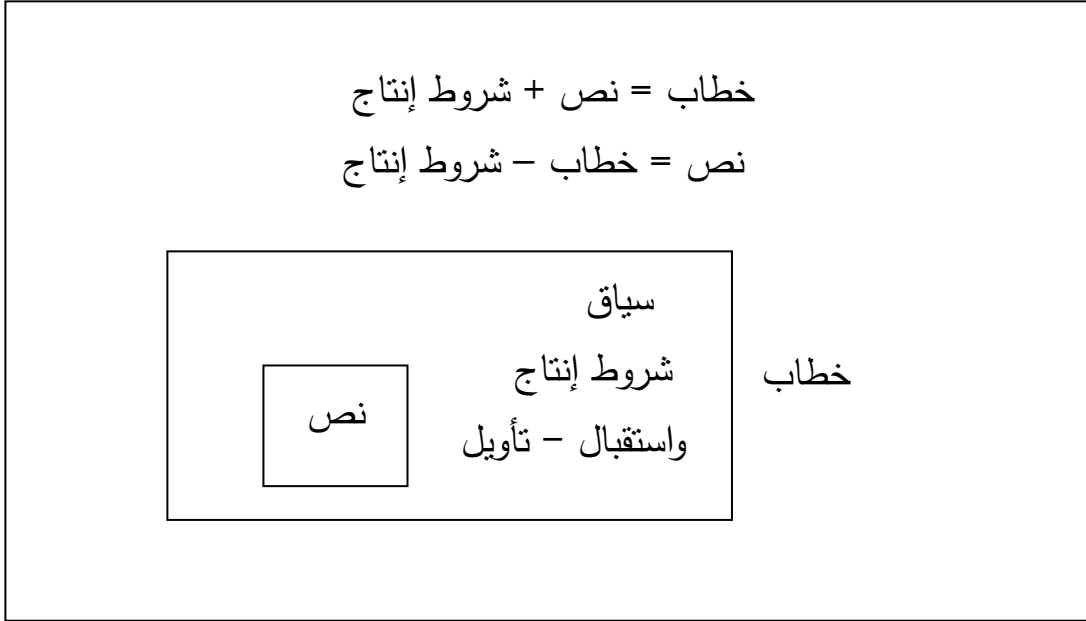 خطاب = نص + شروط إنتاج
نص = خطاب – شروط إنتاج
سياق
خطاب
شروط إنتاج
نص
واستقبال – تأويل